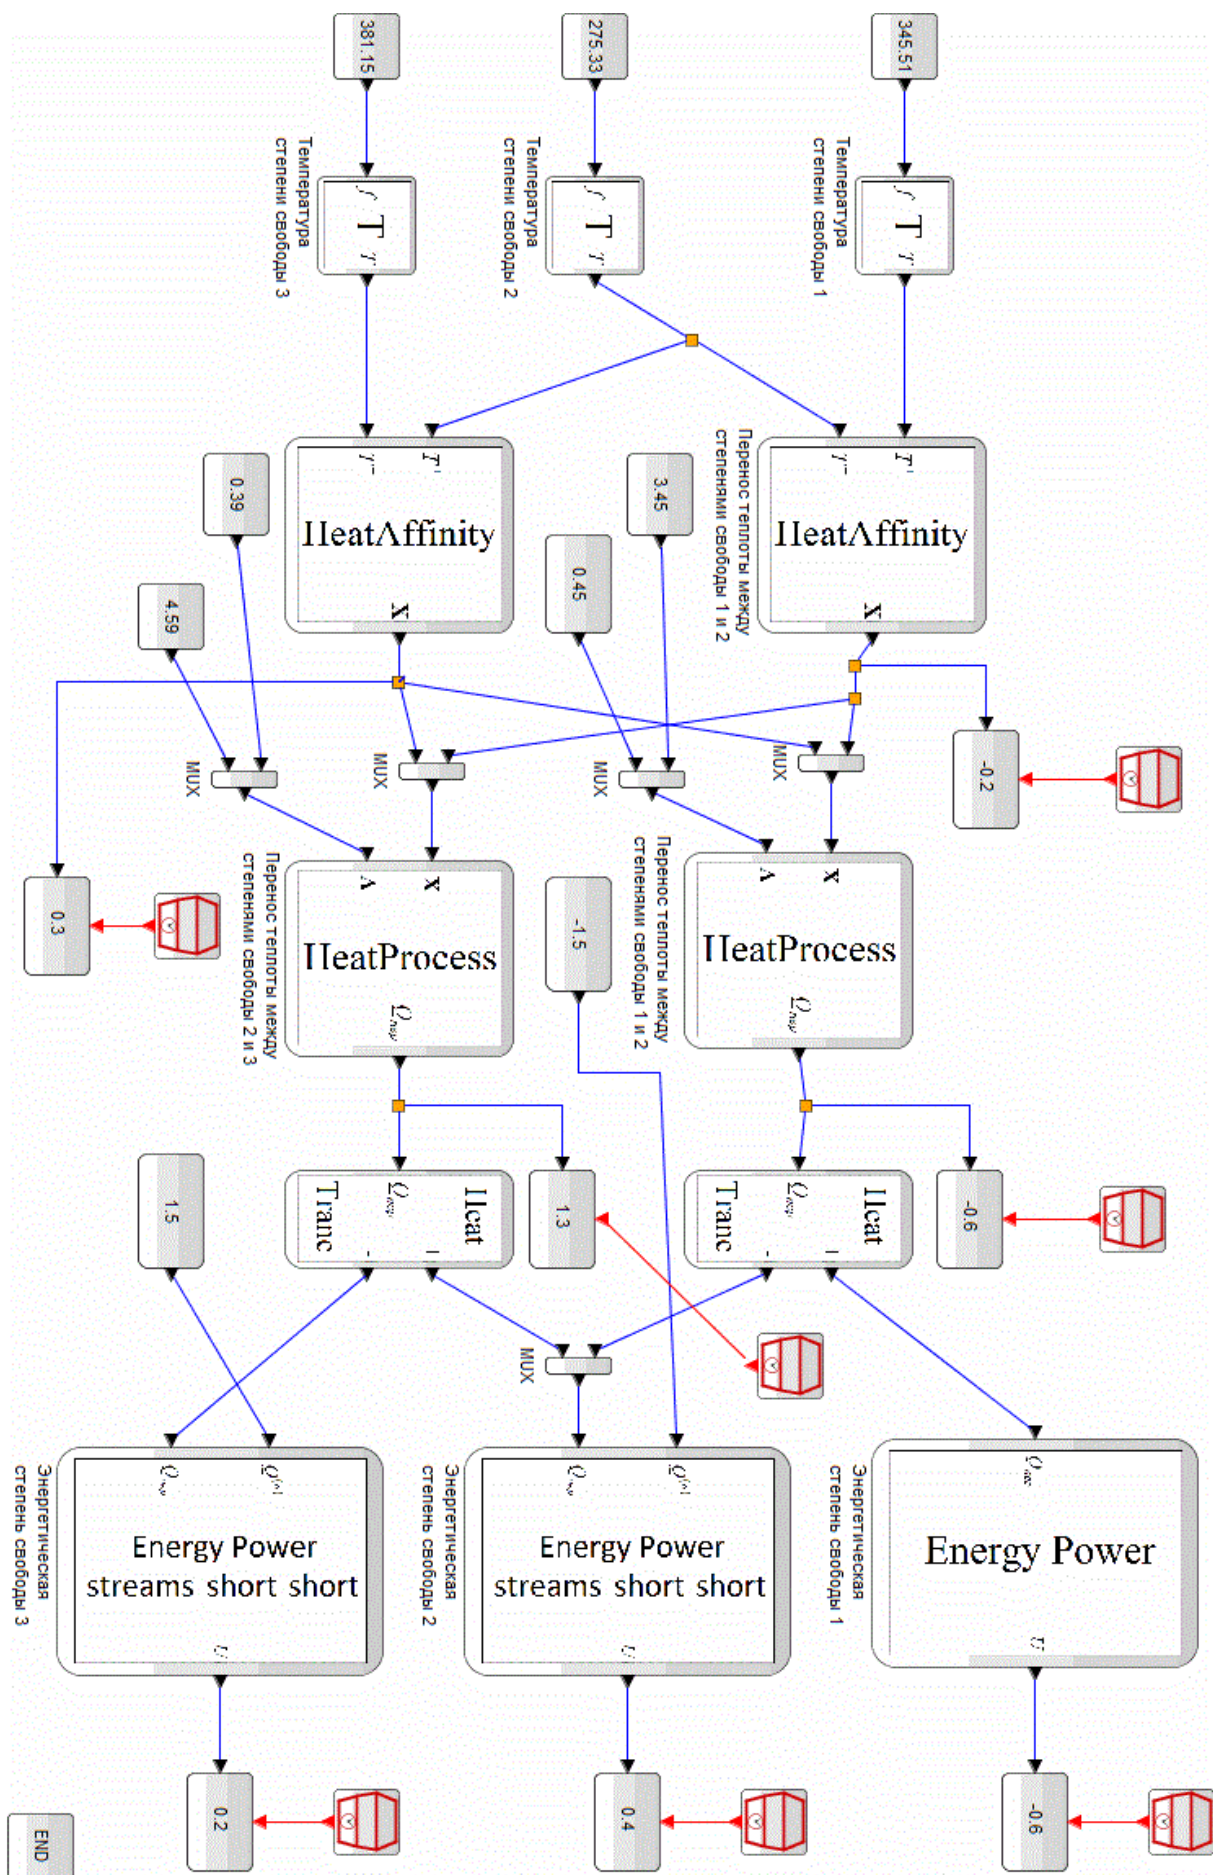 345.51
Температура
степени свободы 1
T
275.33
Температура
степени свободы 2
T
381.15
Температура
степени свободы 3
T
Перенос теплоты между
степенями свободы 1 и 2
HeatAffinity
X
HeatAffinity
X
3.45
0.45
0.39
4.59
MUX
MUX
MUX
MUX
-0.2
0.3
Перенос теплоты между
степенями свободы 1 и 2
X
A
HeatProcess
-1.5
Перенос теплоты между
степенями свободы 2 и 3
X
A
HeatProcess
-0.6
Heat
Tranc
1.3
Heat
Tranc
1.5
MUX
Энергетическая
степень свободы 1
Energy Power
U
Энергетическая
степень свободы 2
Energy Power
streams short short
U
Энергетическая
степень свободы 3
Energy Power
streams short short
U
-0.6
0.4
0.2
END